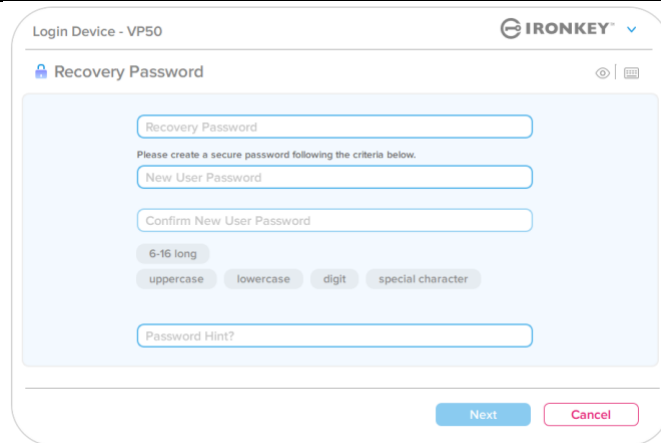 Login Device - VP50
IRONKEY™
Recovery Password
Recovery Password
Please create a secure password following the criteria below.
New User Password
Confirm New User Password
6-16 long
uppercase lowercase digit special character
Password Hint?
Next Cancel